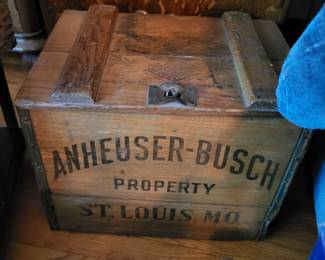 ANHEUSER-BUSCH
PROPERTY
ST. LOUIS, MO